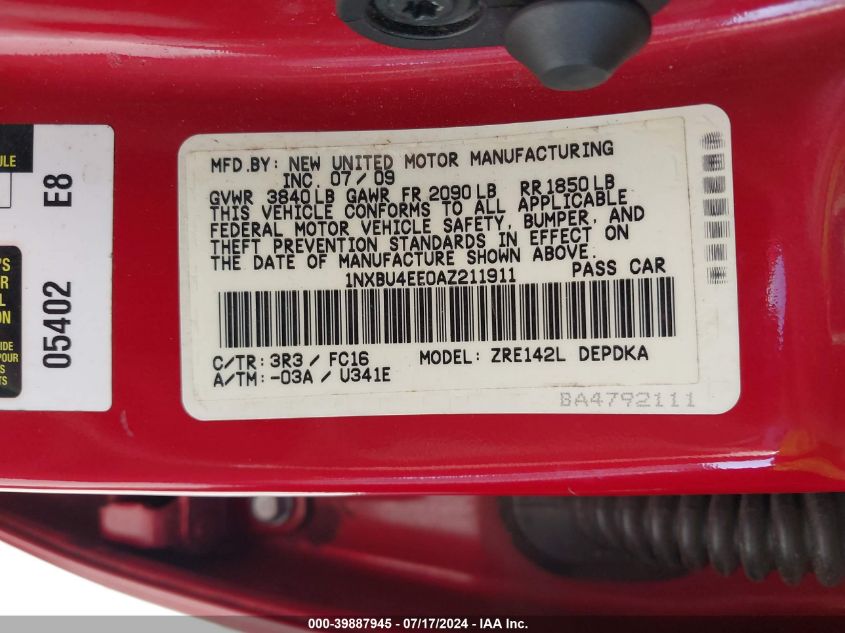 MFD.BY: NEW UNITED MOTOR MANUFACTURING
INC. 07/09
GVWR 3840LB GAWR FR 2090LB RR 1850LB
THIS VEHICLE CONFORMS TO ALL APPLICABLE
FEDERAL MOTOR VEHICLE SAFETY, BUMPER, AND
THEFT PREVENTION STANDARDS IN EFFECT ON
THE DATE OF MANUFACTURE SHOWN ABOVE.
1NXBU4EE0AZ211911 PASS CAR
C/TR: 3R3 / FC16 MODEL: ZRE142L DEPDKA
A/TM: -03A / U341E
BA4792111
E8
05402
000-39887945 - 07/17/2024 - IAA Inc.